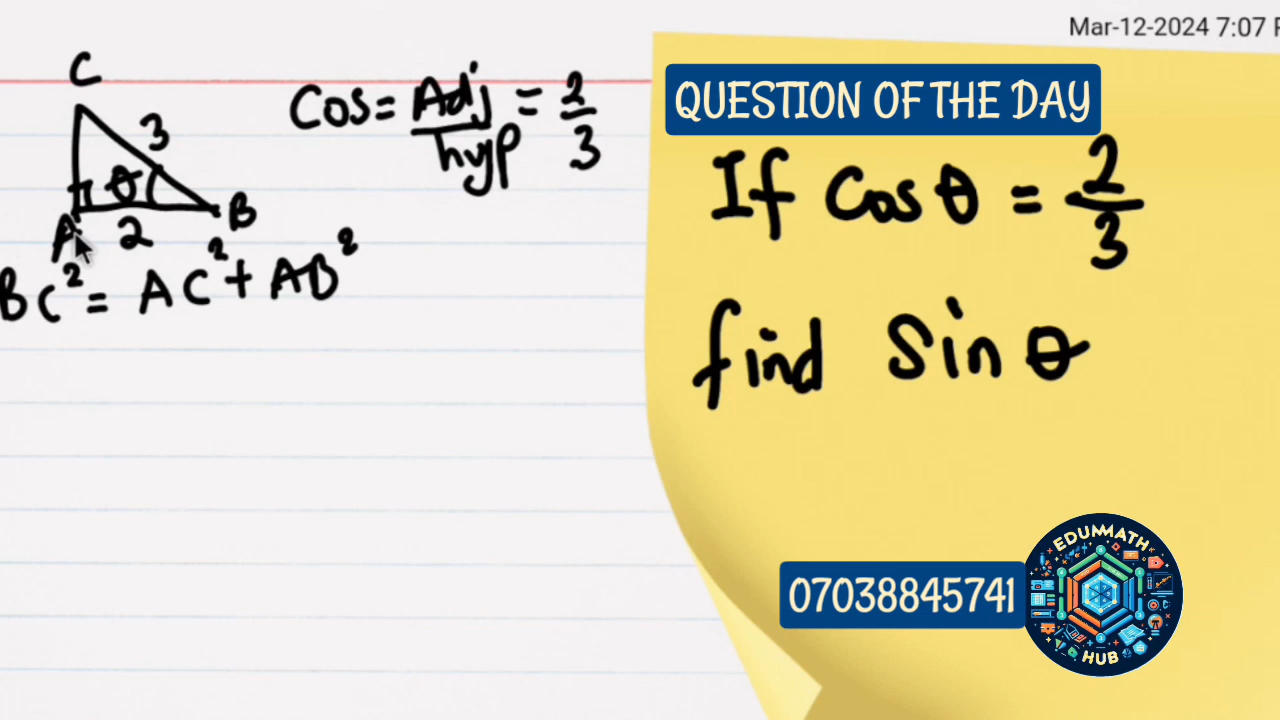 Mar-12-2024 7:07 P
C
3
θ
A
2
B
Cos = Adj/hyp = 2/3
BC² = AC² + AB²
QUESTION OF THE DAY
If Cos θ = 2/3
find Sin θ
07038845741
EDUMMATH
HUB